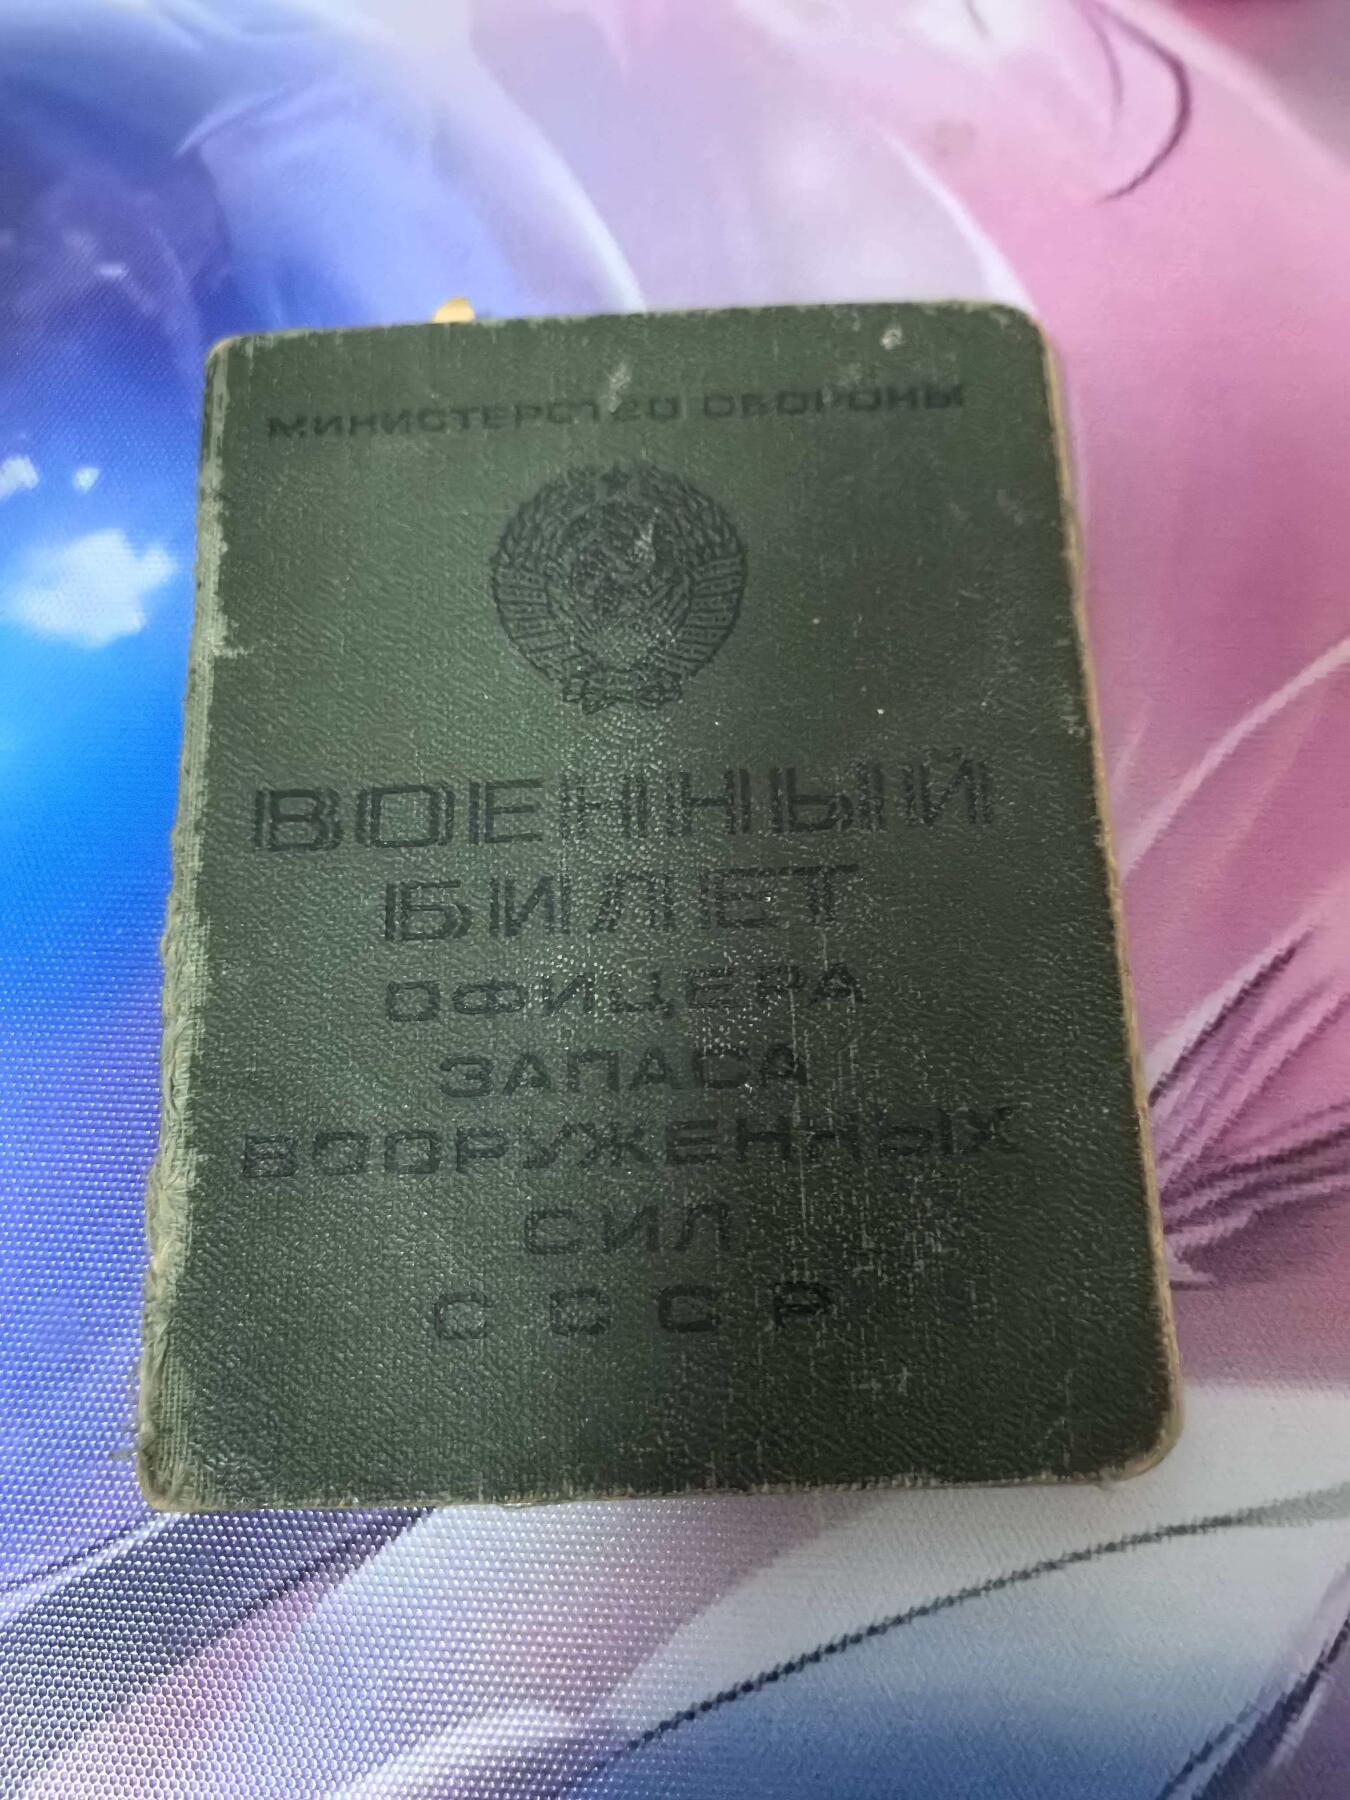 МИНИСТЕРСТВО ОБОРОНЫ
ВОЕННЫЙ
БИЛЕТ
ОФИЦЕРА
ЗАПАСА
ВООРУЖЕННЫХ
СИЛ
СССР